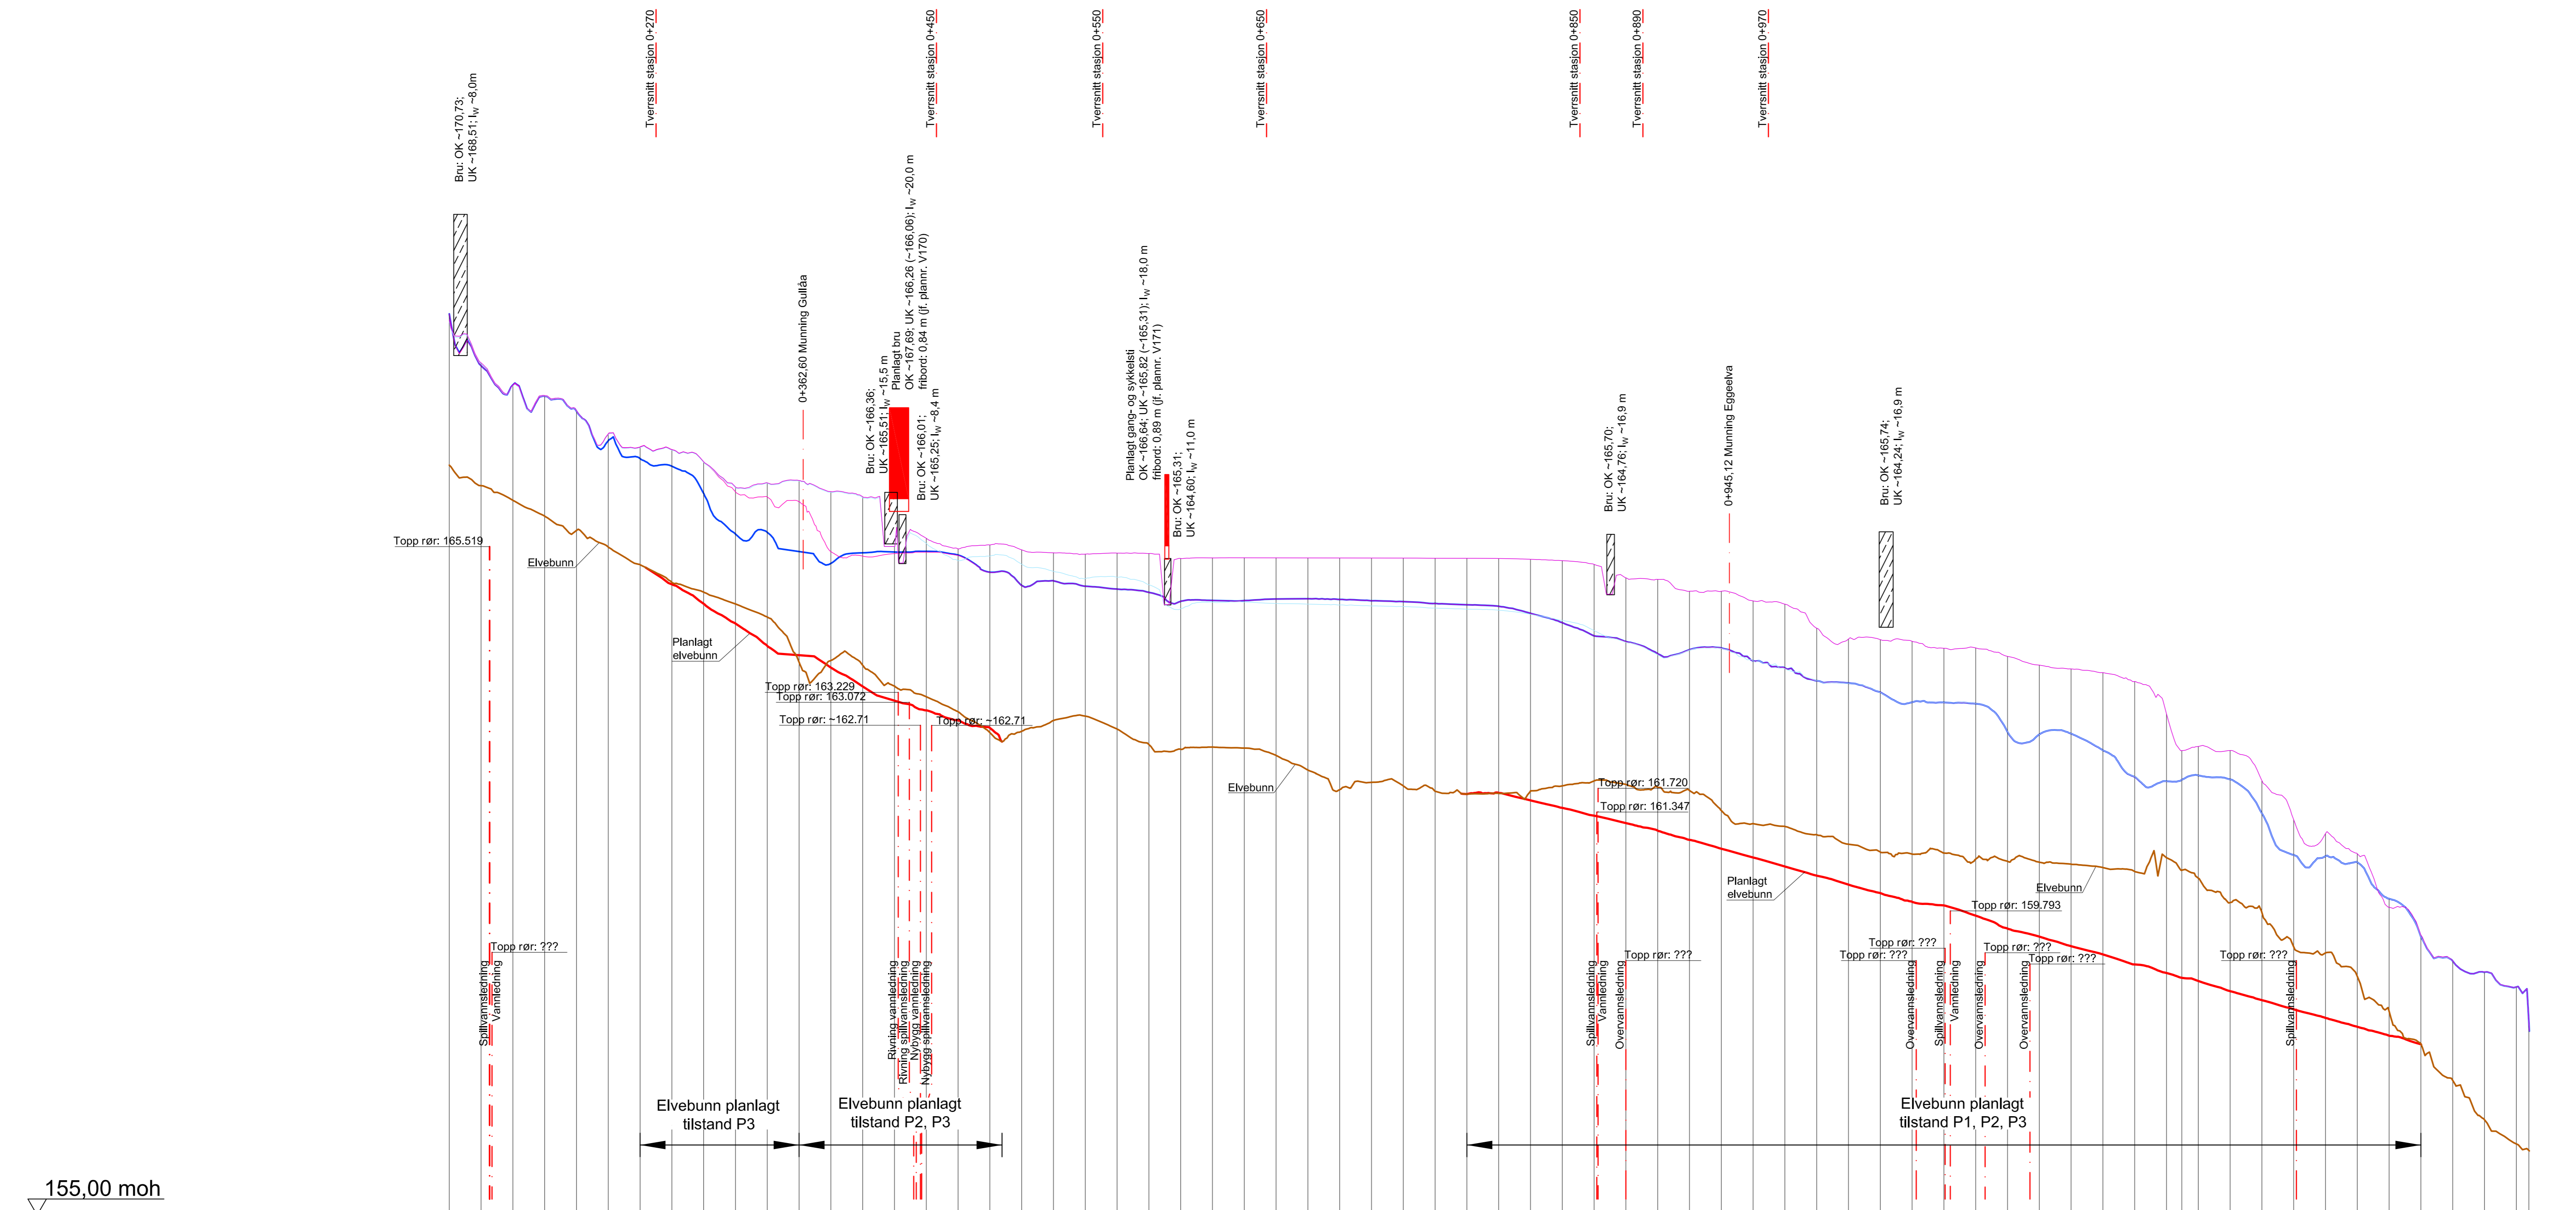 Tverrsnitt stasjon 0+270
Tverrsnitt stasjon 0+450
Tverrsnitt stasjon 0+550
Tverrsnitt stasjon 0+650
Tverrsnitt stasjon 0+850
Tverrsnitt stasjon 0+890
Tverrsnitt stasjon 0+970
Bru: OK ~170,73;
UK ~168,51; lw ~8,0m
0+362,60 Munning Gullåa
Bru: OK ~166,36;
UK ~165,51; lw ~15,5 m
Planlagt bru
OK ~167,69; UK ~166,26 (~166,06); lw ~20,0 m
fribord: 0,84 m (jf. plannr. V170)
Bru: OK ~166,01;
UK ~165,25; lw ~8,4 m
Planlagt gang- og sykkelsti
OK ~166,64; UK ~165,82 (~165,31); lw ~18,0 m
fribord: 0,89 m (jf. plannr. V171)
Bru: OK ~165,31;
UK ~164,60; lw ~11,0 m
Bru: OK ~165,70;
UK ~164,76; lw ~16,9 m
0+945,12 Munning Eggeelva
Bru: OK ~165,74;
UK ~164,24; lw ~16,9 m
Topp rør: 165.519
Elvebunn
Planlagt
elvebunn
Topp rør: 163.229
Topp rør: 163.072
Topp rør: ~162.71
Topp rør: ~162.71
Elvebunn
Topp rør: 161.720
Topp rør: 161.347
Planlagt
elvebunn
Elvebunn
Topp rør: 159.793
Topp rør: ???
Topp rør: ???
Topp rør: ???
Topp rør: ???
Topp rør: ???
Topp rør: ???
Topp rør: ???
Spillvannsledning
Vannledning
Rivning vannledning
Rivning spillvannsledning
Nybygg vannledning
Nybygg spillvannsledning
Spillvannsledning
Vannledning
Overvannsledning
Overvannsledning
Spillvannsledning
Vannledning
Overvannsledning
Overvannsledning
Spillvannsledning
Elvebunn planlagt
tilstand P3
Elvebunn planlagt
tilstand P2, P3
Elvebunn planlagt
tilstand P1, P2, P3
155,00 moh